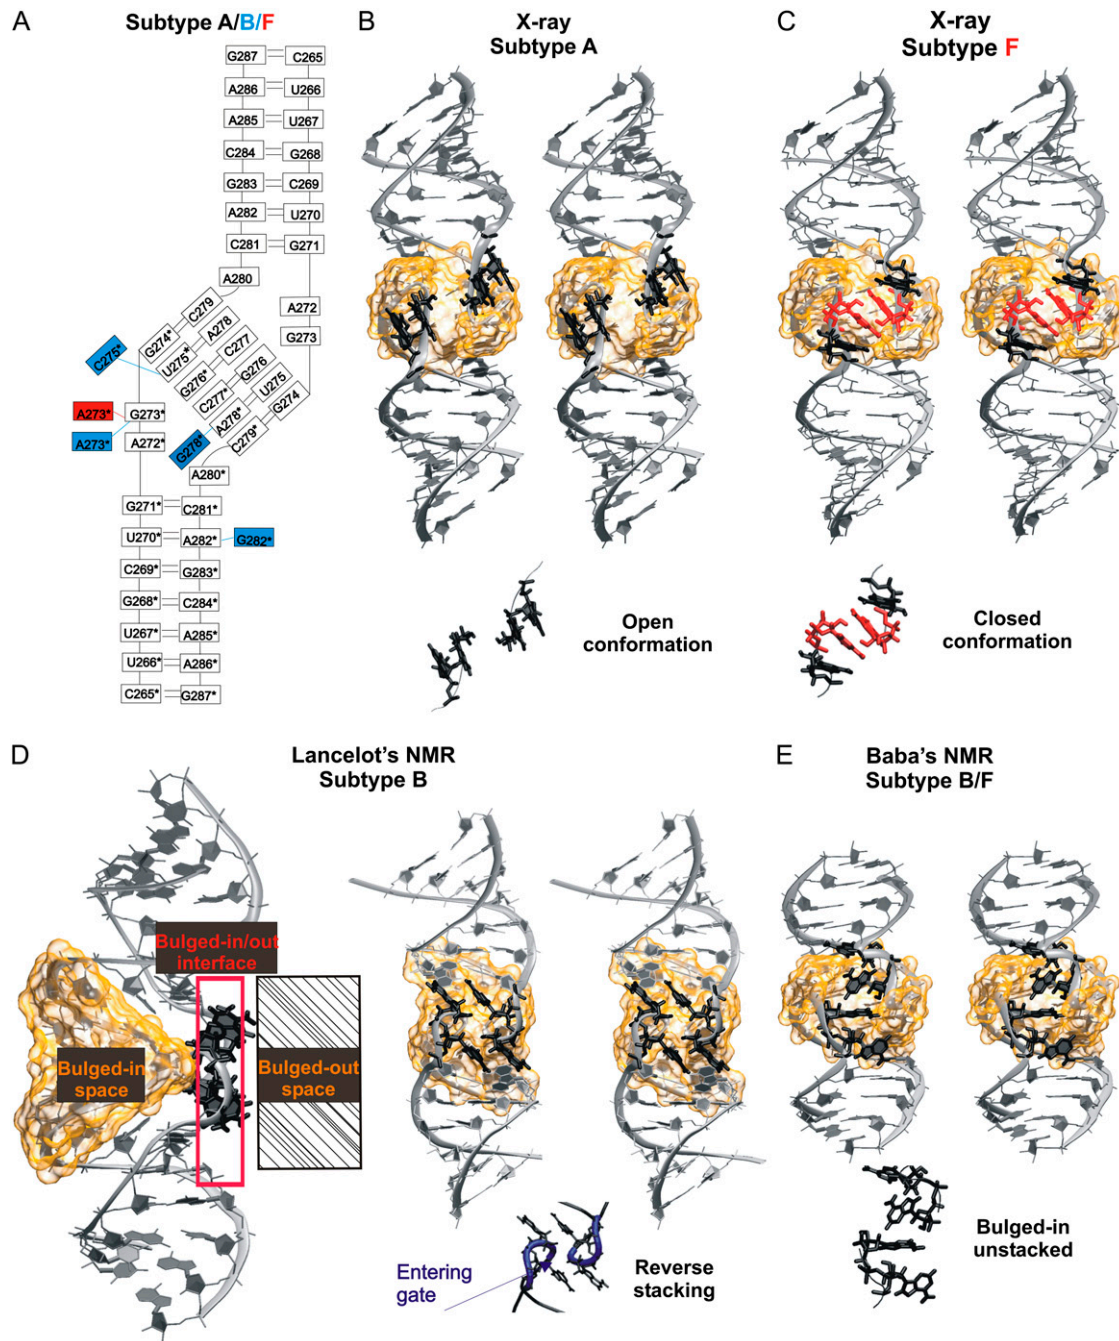 A
Subtype A/B/F
G287
C265
A286
U266
A285
U267
C284
G268
G283
C269
A282
U270
C281
G271
A280
C279
A272
G274*
A278
G273
C275*
U275*
C277
G276*
G276
A273*
G273*
C277*
U275
A273*
A272*
A278*
G274
G278*
C279*
A280*
G271*
C281*
U270*
A282*
G282*
C269*
G283*
G268*
C284*
U267*
A285*
U266*
A286*
C265*
G287*
B
X-ray
Subtype A
Open
conformation
C
X-ray
Subtype F
Closed
conformation
D
Lancelot's NMR
Subtype B
Bulged-in/out
interface
Bulged-in
space
Bulged-out
space
Entering
gate
Reverse
stacking
E
Baba's NMR
Subtype B/F
Bulged-in
unstacked